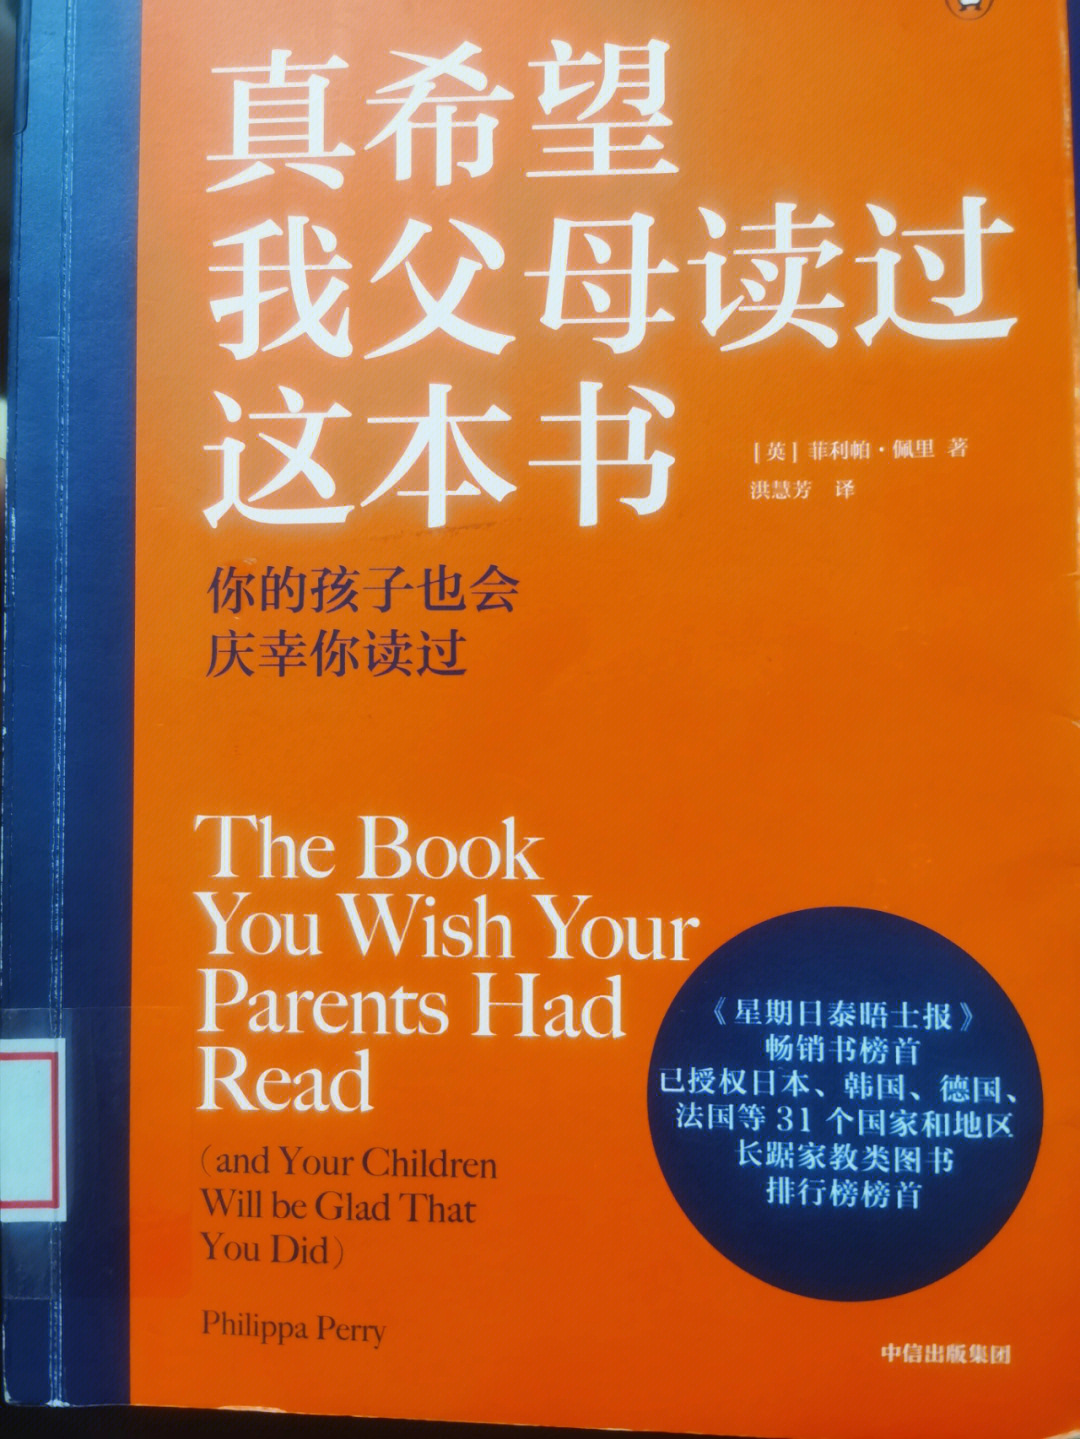 真希望
我父母读过
这本书
[英] 菲利帕·佩里 著
洪慧芳 译
你的孩子也会
庆幸你读过
The Book
You Wish Your
Parents Had
Read
(and Your Children
Will be Glad That
You Did)
Philippa Perry
《星期日泰晤士报》
畅销书榜首
已授权日本、韩国、德国、
法国等 31 个国家和地区
长踞家教类图书
排行榜榜首
中信出版集团